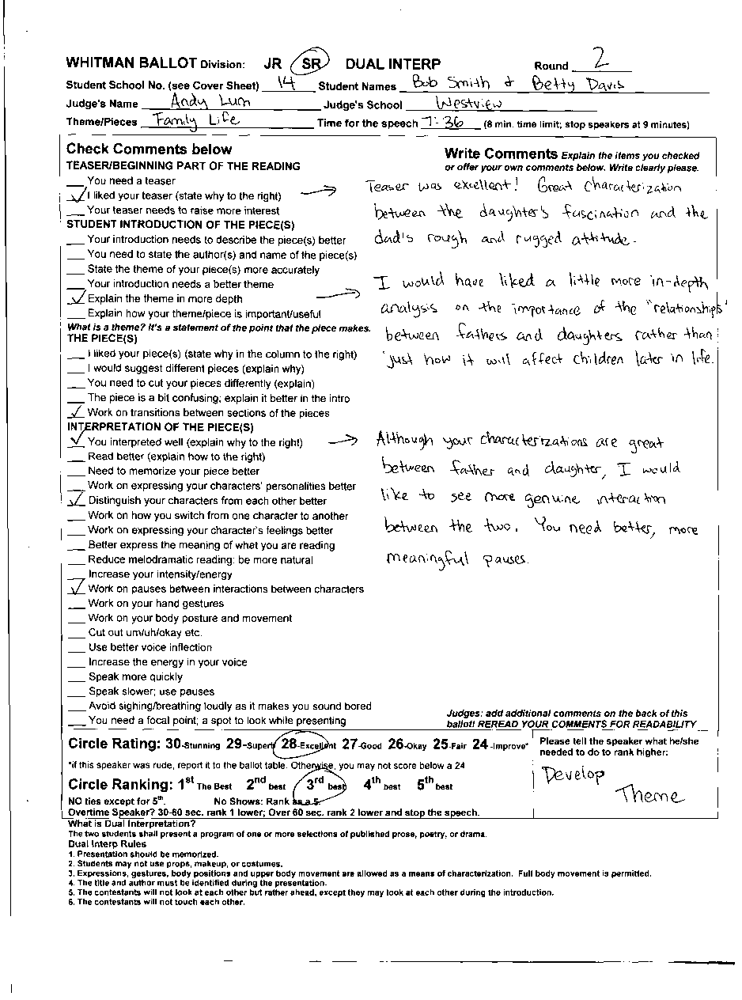 WHITMAN BALLOT Division: JR SR DUAL INTERP Round 2
Student School No. (see Cover Sheet) 14 Student Names Bob Smith + Betty Davis
Judge's Name Andy Lum Judge's School Westview
Theme/Pieces Family Life Time for the speech 7:36 (8 min. time limit; stop speakers at 9 minutes)
Check Comments below
TEASER/BEGINNING PART OF THE READING
___ You need a teaser
✓ I liked your teaser (state why to the right) →
___ Your teaser needs to raise more interest
STUDENT INTRODUCTION OF THE PIECE(S)
___ Your introduction needs to describe the piece(s) better
___ You need to state the author(s) and name of the piece(s)
___ State the theme of your piece(s) more accurately
___ Your introduction needs a better theme
✓ Explain the theme in more depth →
___ Explain how your theme/piece is important/useful
What is a theme? It's a statement of the point that the piece makes.
THE PIECE(S)
___ I liked your piece(s) (state why in the column to the right)
___ I would suggest different pieces (explain why)
___ You need to cut your pieces differently (explain)
___ The piece is a bit confusing; explain it better in the intro
✓ Work on transitions between sections of the pieces
INTERPRETATION OF THE PIECE(S)
✓ You interpreted well (explain why to the right) →
___ Read better (explain how to the right)
___ Need to memorize your piece better
___ Work on expressing your characters' personalities better
✓ Distinguish your characters from each other better
___ Work on how you switch from one character to another
___ Work on expressing your character's feelings better
___ Better express the meaning of what you are reading
___ Reduce melodramatic reading: be more natural
___ Increase your intensity/energy
✓ Work on pauses between interactions between characters
___ Work on your hand gestures
___ Work on your body posture and movement
___ Cut out um/uh/okay etc.
___ Use better voice inflection
___ Increase the energy in your voice
___ Speak more quickly
___ Speak slower; use pauses
___ Avoid sighing/breathing loudly as it makes you sound bored
___ You need a focal point; a spot to look while presenting
Write Comments Explain the items you checked
or offer your own comments below. Write clearly please.
Teaser was excellent! Great characterization
between the daughter's fascination and the
dad's rough and rugged attitude.
I would have liked a little more in-depth
analysis on the importance of the "relationships"
between fathers and daughters rather than
just how it will affect children later in life.
Although your characterizations are great
between father and daughter, I would
like to see more genuine interaction
between the two. You need better, more
meaningful pauses.
Judges: add additional comments on the back of this
ballot! REREAD YOUR COMMENTS FOR READABILITY
Circle Rating: 30-Stunning 29-Superb 28-Excellent 27-Good 26-Okay 25-Fair 24-Improve*
*if this speaker was rude, report it to the ballot table. Otherwise, you may not score below a 24
Circle Ranking: 1st The Best 2nd best 3rd best 4th best 5th best
NO ties except for 5th. No Shows: Rank as a 5
Overtime Speaker? 30-60 sec. rank 1 lower; Over 60 sec. rank 2 lower and stop the speech.
Please tell the speaker what he/she
needed to do to rank higher:
Develop
Theme
What is Dual Interpretation?
The two students shall present a program of one or more selections of published prose, poetry, or drama.
Dual Interp Rules
1. Presentation should be memorized.
2. Students may not use props, makeup, or costumes.
3. Expressions, gestures, body positions and upper body movement are allowed as a means of characterization. Full body movement is permitted.
4. The title and author must be identified during the presentation.
5. The contestants will not look at each other but rather ahead, except they may look at each other during the introduction.
6. The contestants will not touch each other.